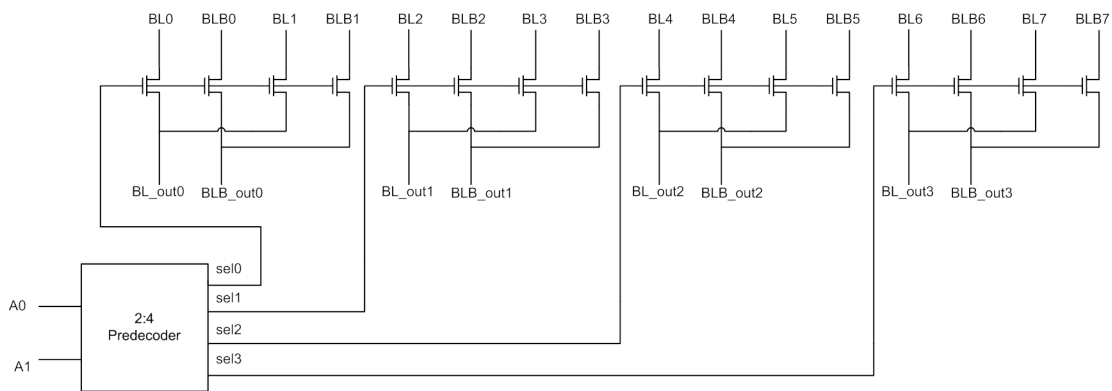 BL0 BLB0 BL1 BLB1 BL2 BLB2 BL3 BLB3 BL4 BLB4 BL5 BLB5 BL6 BLB6 BL7 BLB7
BL_out0 BLB_out0 BL_out1 BLB_out1 BL_out2 BLB_out2 BL_out3 BLB_out3
sel0
sel1
A0
2:4
Predecoder
sel2
sel3
A1